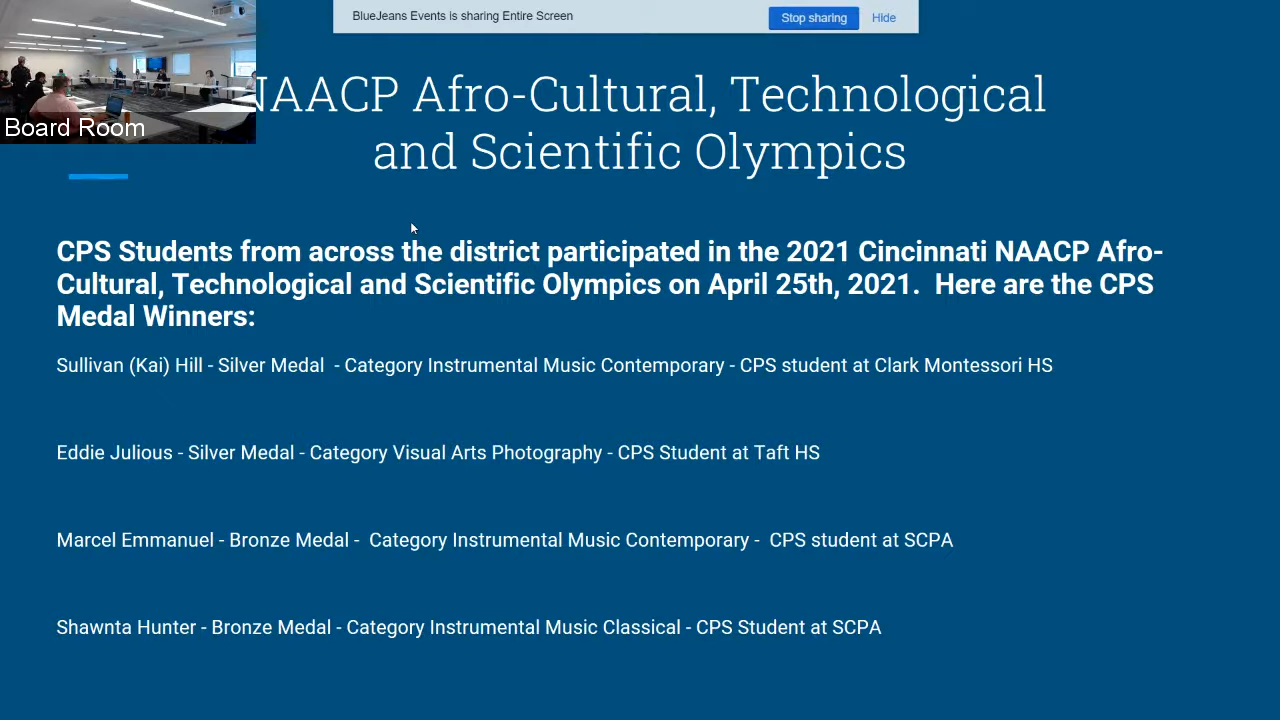 BlueJeans Events is sharing Entire Screen
Stop sharing
Hide
NAACP Afro-Cultural, Technological
and Scientific Olympics
Board Room
CPS Students from across the district participated in the 2021 Cincinnati NAACP Afro-
Cultural, Technological and Scientific Olympics on April 25th, 2021.  Here are the CPS
Medal Winners:
Sullivan (Kai) Hill - Silver Medal  - Category Instrumental Music Contemporary - CPS student at Clark Montessori HS
Eddie Julious - Silver Medal - Category Visual Arts Photography - CPS Student at Taft HS
Marcel Emmanuel - Bronze Medal -  Category Instrumental Music Contemporary -  CPS student at SCPA
Shawnta Hunter - Bronze Medal - Category Instrumental Music Classical - CPS Student at SCPA